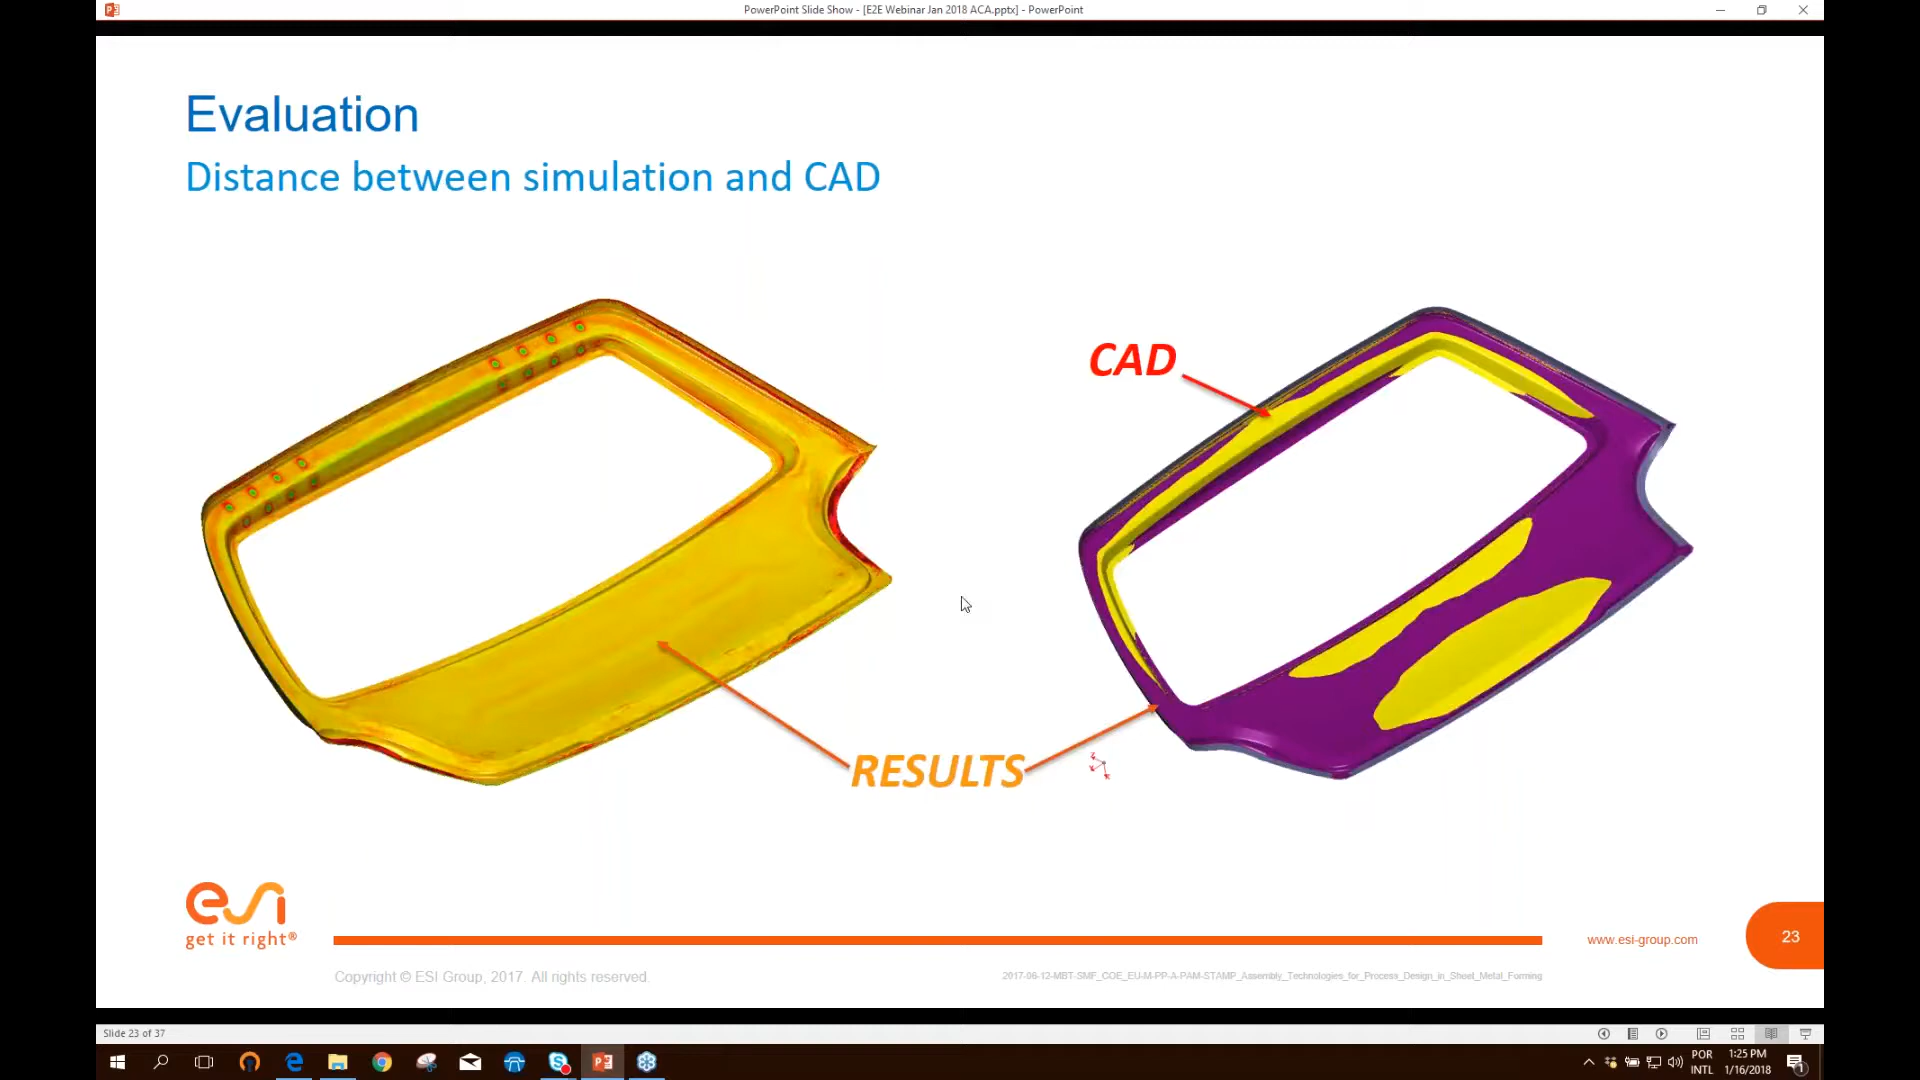 PowerPoint Slide Show - [E2E Webinar Jan 2018 ACA.pptx] - PowerPoint
Evaluation
Distance between simulation and CAD
CAD
RESULTS
esi
get it right®
www.esi-group.com
23
Copyright © ESI Group, 2017. All rights reserved.
2017-06-12-MBT-SMF_COE_EU-M-PP-A-PAM-STAMP_Assembly_Technologies_for_Process_Design_in_Sheet_Metal_Forming
Slide 23 of 37
POR
INTL
1:25 PM
1/16/2018
1